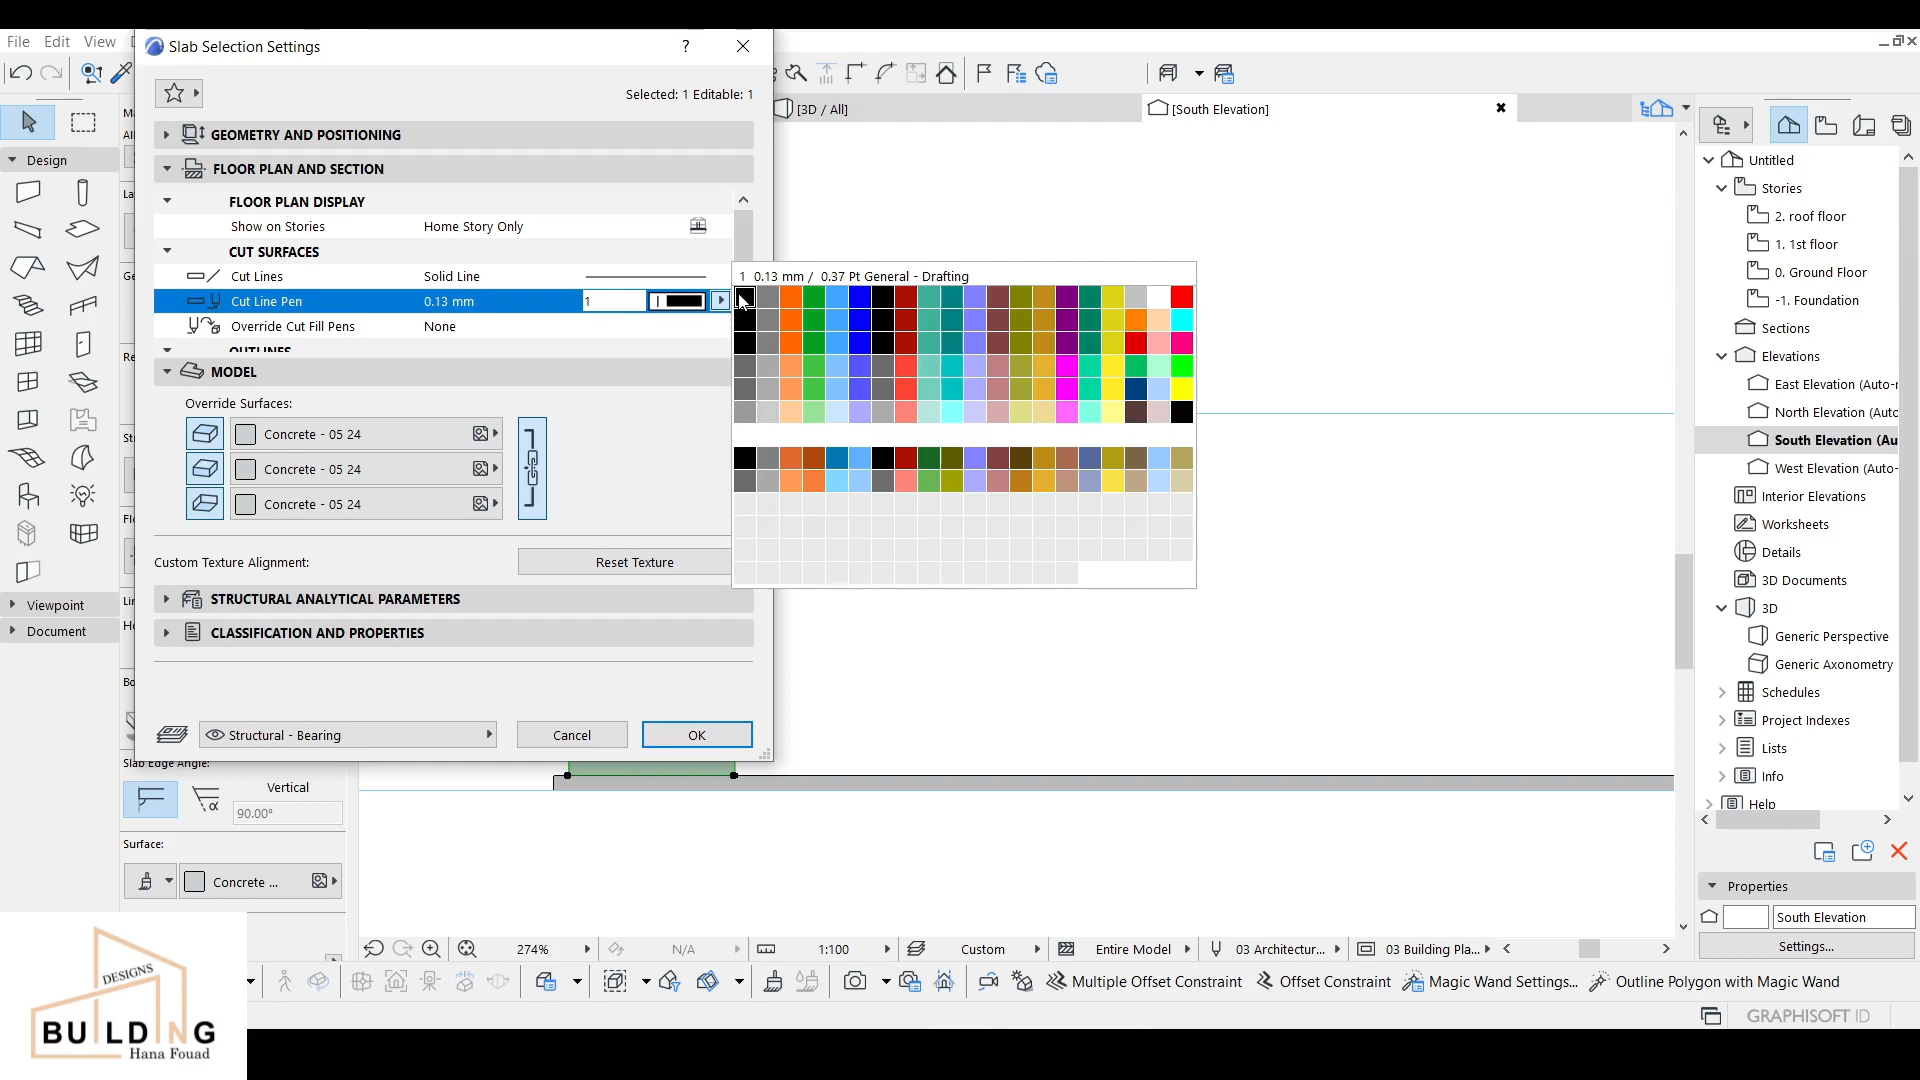 File Edit View
Slab Selection Settings
?
Selected: 1 Editable: 1
GEOMETRY AND POSITIONING
FLOOR PLAN AND SECTION
FLOOR PLAN DISPLAY
Show on Stories Home Story Only
CUT SURFACES
Cut Lines Solid Line
Cut Line Pen 0.13 mm 1
Override Cut Fill Pens None
OUTLINES
MODEL
Override Surfaces:
Concrete - 05 24
Concrete - 05 24
Concrete - 05 24
Custom Texture Alignment: Reset Texture
STRUCTURAL ANALYTICAL PARAMETERS
CLASSIFICATION AND PROPERTIES
Structural - Bearing Cancel OK
1 0.13 mm / 0.37 Pt General - Drafting
[3D / All]
[South Elevation]
Design
Viewpoint
Document
Slab Edge Angle:
Vertical
90.00°
Surface:
Concrete ...
Untitled
Stories
2. roof floor
1. 1st floor
0. Ground Floor
-1. Foundation
Sections
Elevations
East Elevation (Auto-r
North Elevation (Autc
South Elevation (Au
West Elevation (Auto-
Interior Elevations
Worksheets
Details
3D Documents
3D
Generic Perspective
Generic Axonometry
Schedules
Project Indexes
Lists
Info
Help
Properties
South Elevation
Settings...
274% N/A 1:100 Custom Entire Model 03 Architectur... 03 Building Pla...
Multiple Offset Constraint Offset Constraint Magic Wand Settings... Outline Polygon with Magic Wand
GRAPHISOFT ID
DESIGNS
BUILDING
Hana Fouad